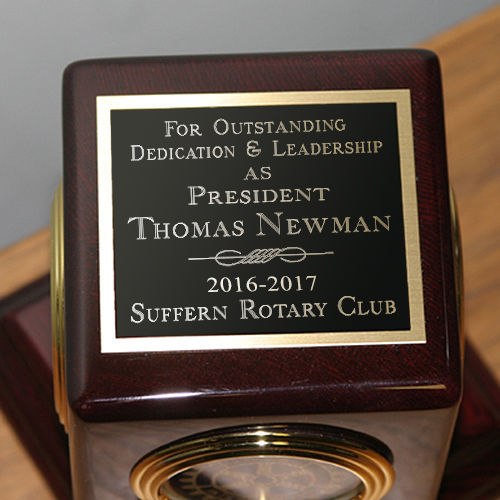 For Outstanding
Dedication & Leadership
as
President
Thomas Newman
2016-2017
Suffern Rotary Club